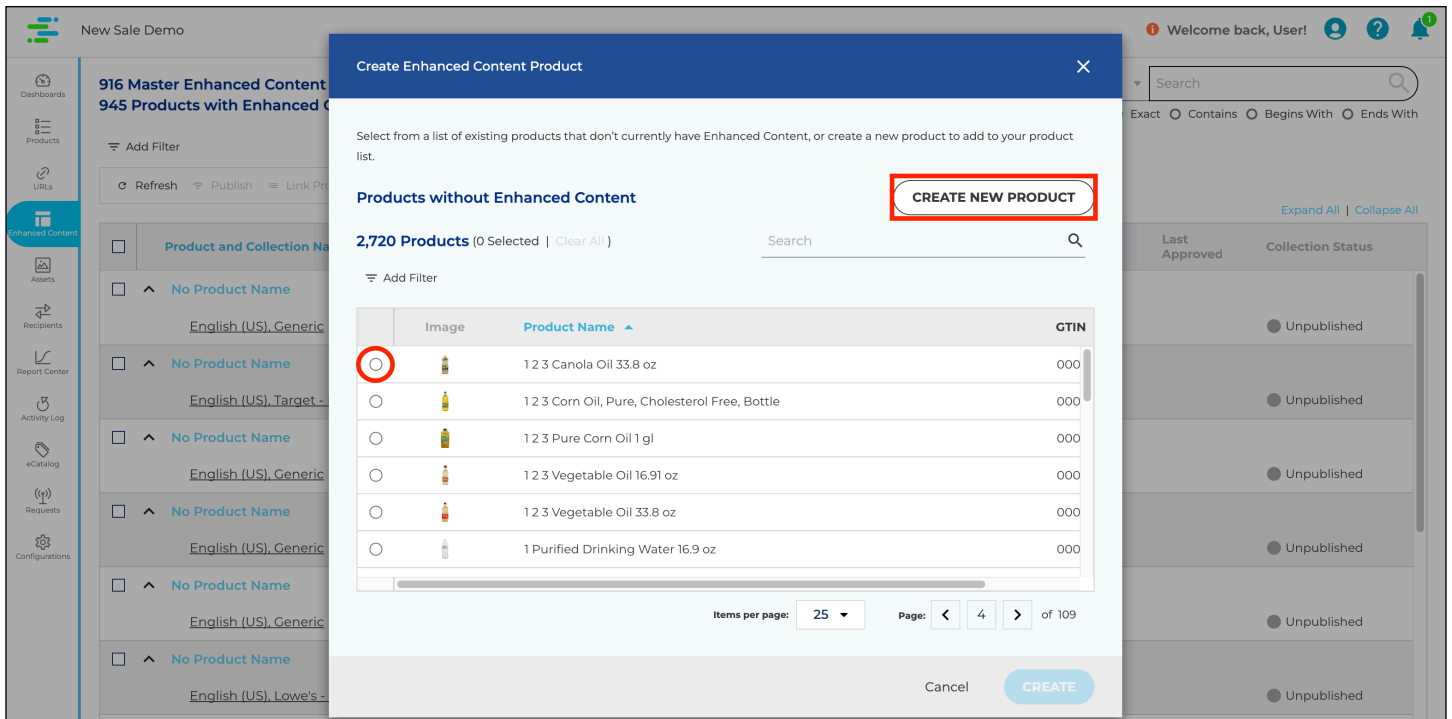 New Sale Demo
Welcome back, User!
1
Dashboards
Products
URLs
Enhanced Content
Assets
Recipients
Report Center
Activity Log
eCatalog
Requests
Configurations
916 Master Enhanced Content
945 Products with Enhanced
Search
Exact Contains Begins With Ends With
Add Filter
Refresh Publish Link Pro
Expand All | Collapse All
Product and Collection Na
Last
Approved
Collection Status
No Product Name
English (US), Generic
Unpublished
No Product Name
English (US), Target -
Unpublished
No Product Name
English (US), Generic
Unpublished
No Product Name
English (US), Generic
Unpublished
No Product Name
English (US), Generic
Unpublished
No Product Name
English (US), Lowe's -
Unpublished
Create Enhanced Content Product
Select from a list of existing products that don't currently have Enhanced Content, or create a new product to add to your product
list.
Products without Enhanced Content
CREATE NEW PRODUCT
2,720 Products (0 Selected | Clear All )
Search
Add Filter
Image Product Name GTIN
1 2 3 Canola Oil 33.8 oz 000
1 2 3 Corn Oil, Pure, Cholesterol Free, Bottle 000
1 2 3 Pure Corn Oil 1 gl 000
1 2 3 Vegetable Oil 16.91 oz 000
1 2 3 Vegetable Oil 33.8 oz 000
1 Purified Drinking Water 16.9 oz 000
Items per page: 25 Page: 4 of 109
Cancel CREATE